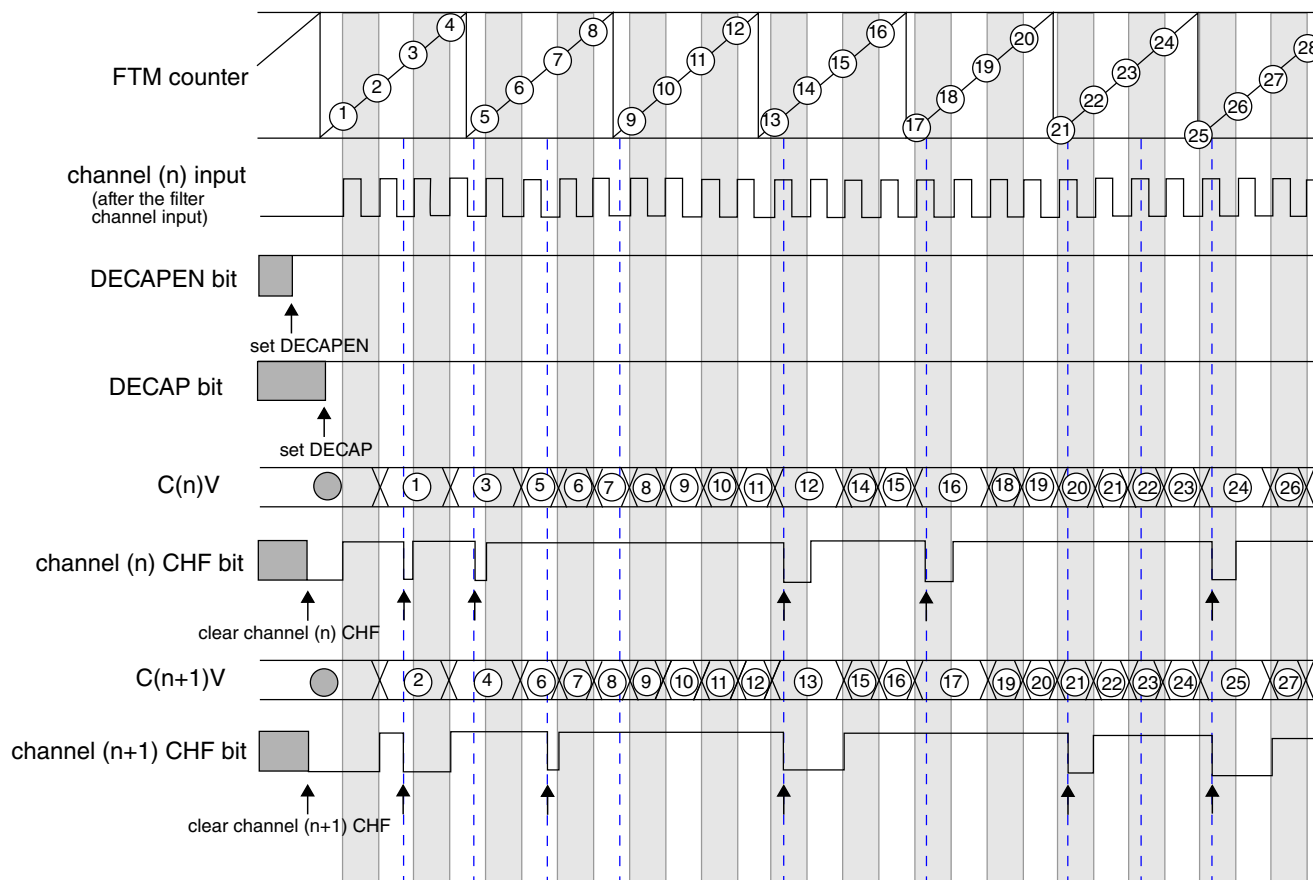 FTM counter
1 2 3 4 5 6 7 8 9 10 11 12 13 14 15 16 17 18 19 20 21 22 23 24 25 26 27 28
channel (n) input
(after the filter
channel input)
DECAPEN bit
set DECAPEN
DECAP bit
set DECAP
C(n)V 1 3 5 6 7 8 9 10 11 12 14 15 16 18 19 20 21 22 23 24 26
channel (n) CHF bit
clear channel (n) CHF
C(n+1)V 2 4 6 7 8 9 10 11 12 13 15 16 17 19 20 21 22 23 24 25 27
channel (n+1) CHF bit
clear channel (n+1) CHF